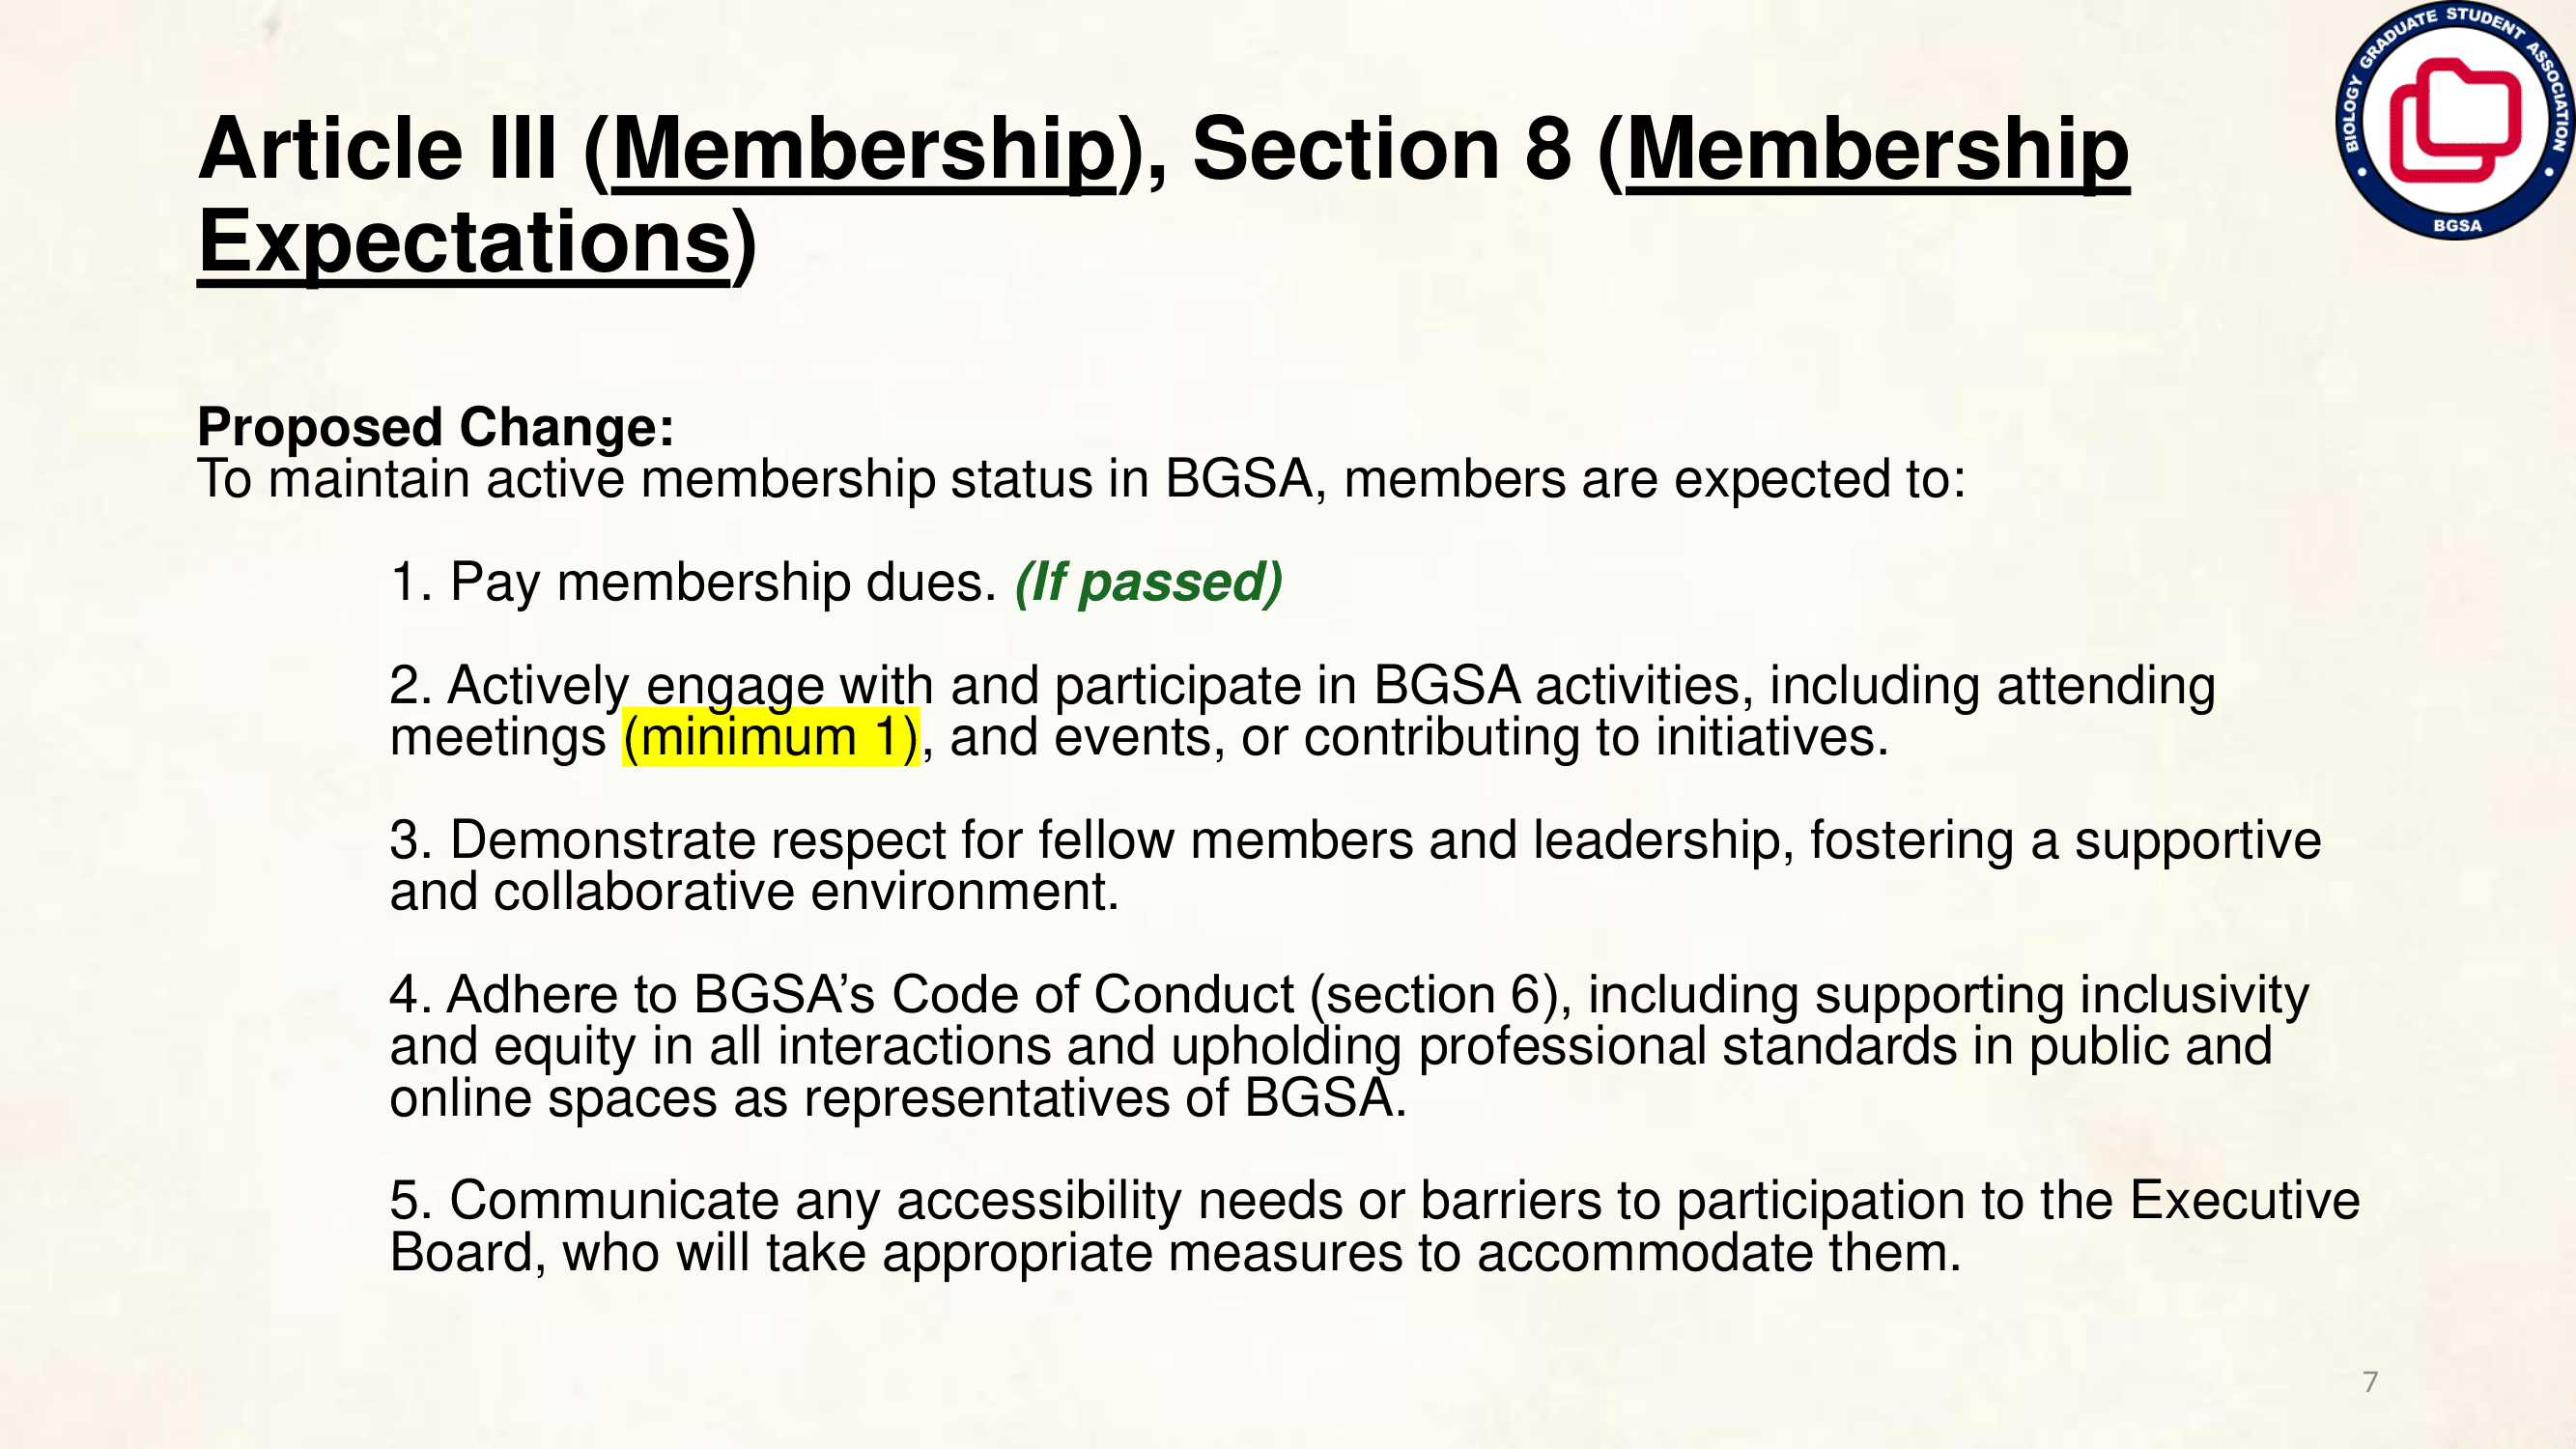 BIOLOGY GRADUATE STUDENT ASSOCIATION
BGSA
Article III (Membership), Section 8 (Membership
Expectations)
Proposed Change:
To maintain active membership status in BGSA, members are expected to:
1. Pay membership dues. (If passed)
2. Actively engage with and participate in BGSA activities, including attending
meetings (minimum 1), and events, or contributing to initiatives.
3. Demonstrate respect for fellow members and leadership, fostering a supportive
and collaborative environment.
4. Adhere to BGSA’s Code of Conduct (section 6), including supporting inclusivity
and equity in all interactions and upholding professional standards in public and
online spaces as representatives of BGSA.
5. Communicate any accessibility needs or barriers to participation to the Executive
Board, who will take appropriate measures to accommodate them.
7